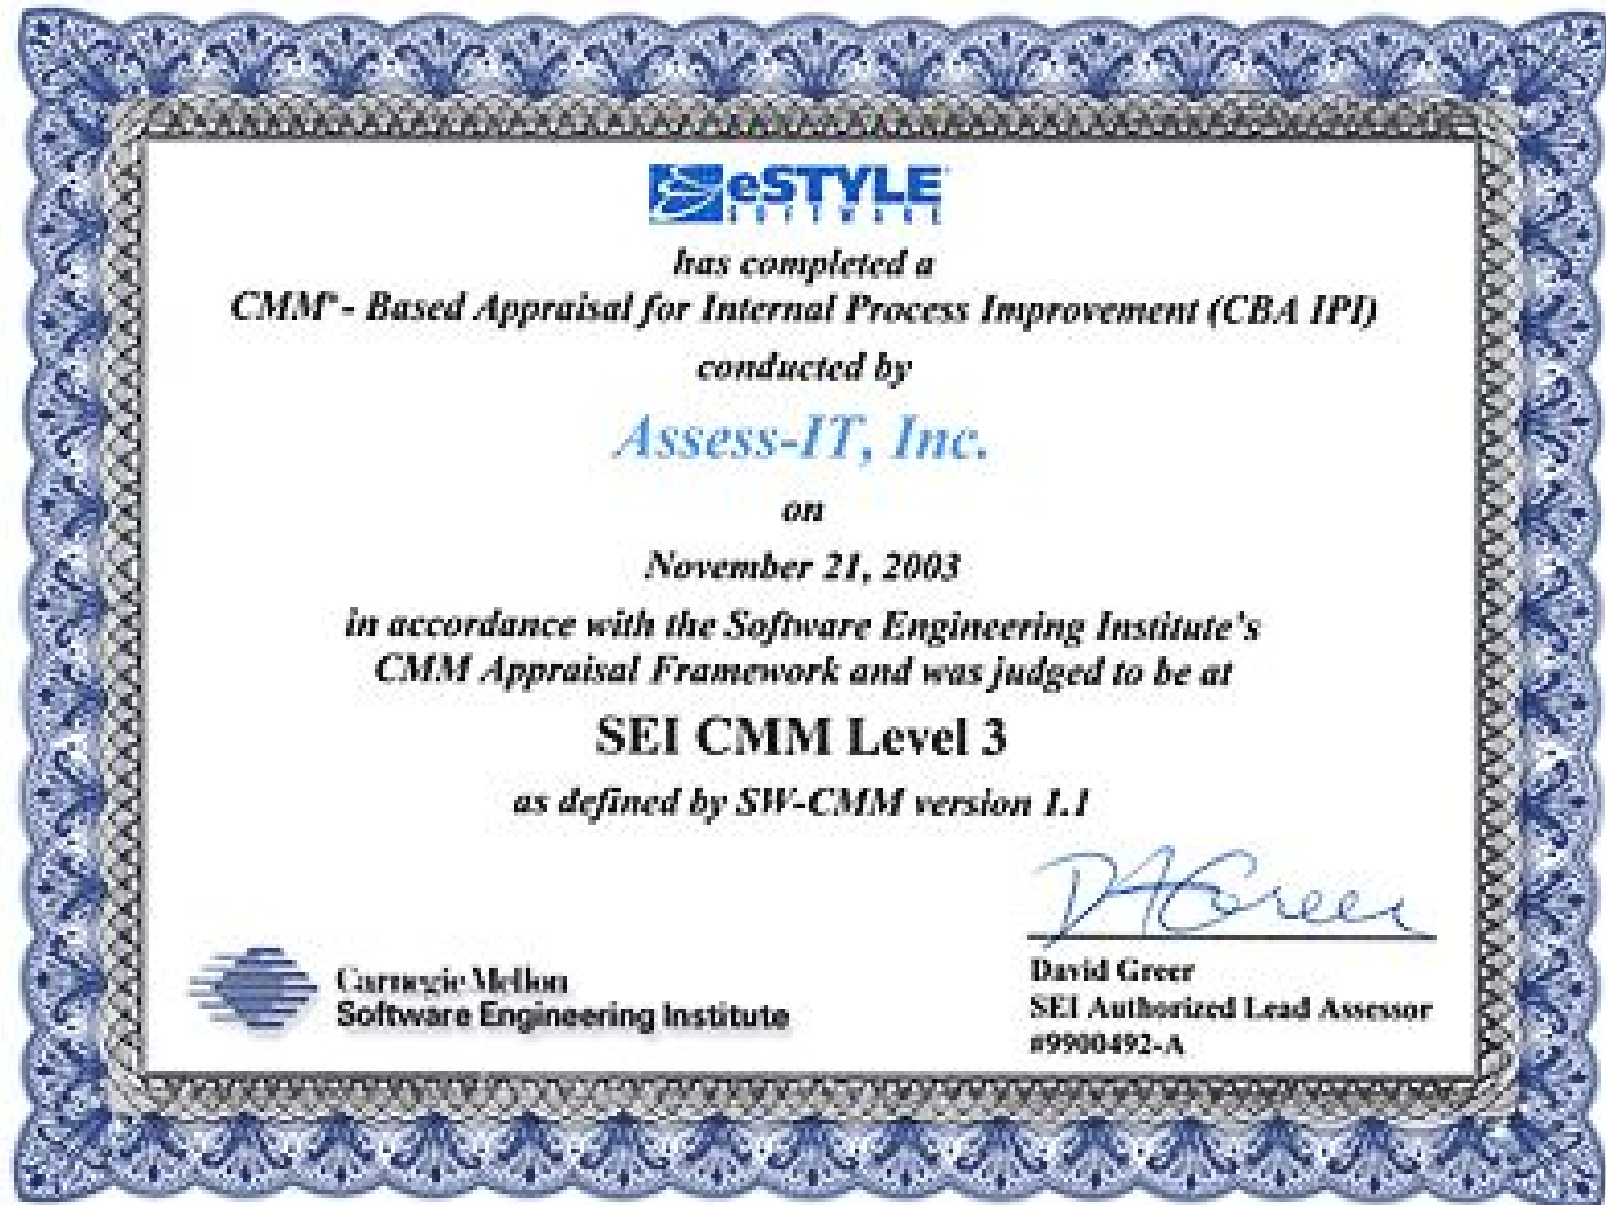 eSTYLE
SOFTWARE
has completed a
CMM® - Based Appraisal for Internal Process Improvement (CBA IPI)
conducted by
Assess-IT, Inc.
on
November 21, 2003
in accordance with the Software Engineering Institute's
CMM Appraisal Framework and was judged to be at
SEI CMM Level 3
as defined by SW-CMM version 1.1
DAGreer
Carnegie Mellon
Software Engineering Institute
David Greer
SEI Authorized Lead Assessor
#9900492-A